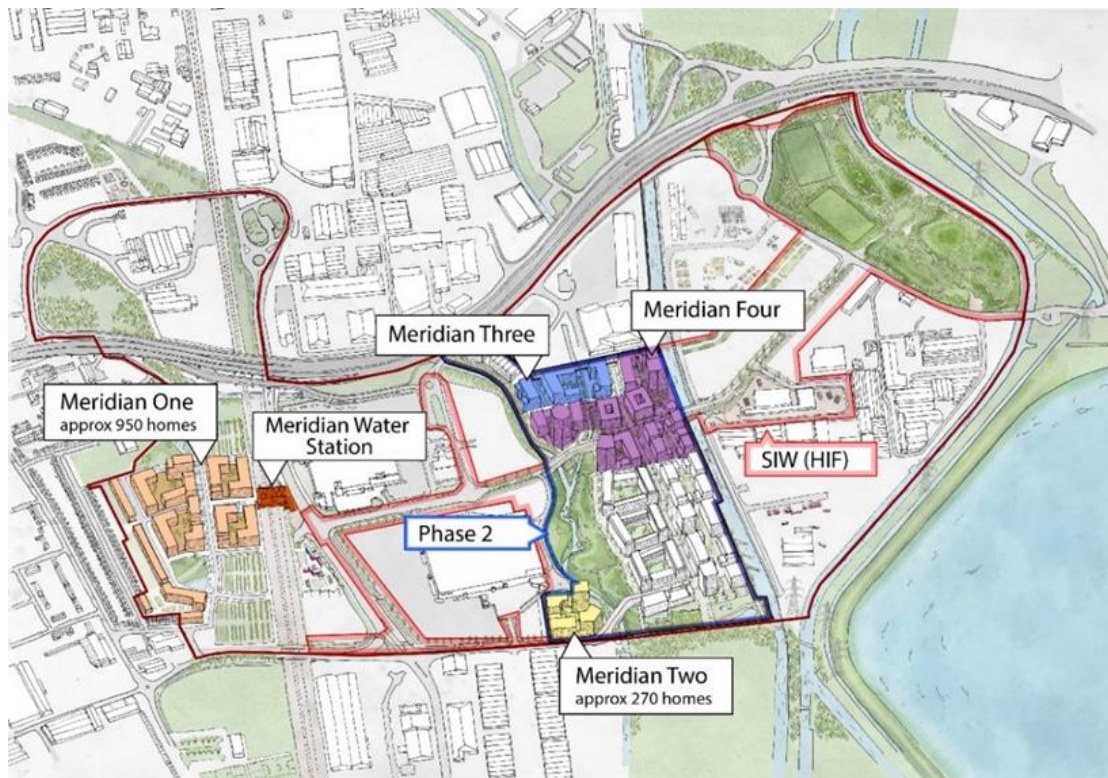 Meridian Three
Meridian Four
Meridian One
approx 950 homes
Meridian Water
Station
SIW (HIF)
Phase 2
Meridian Two
approx 270 homes